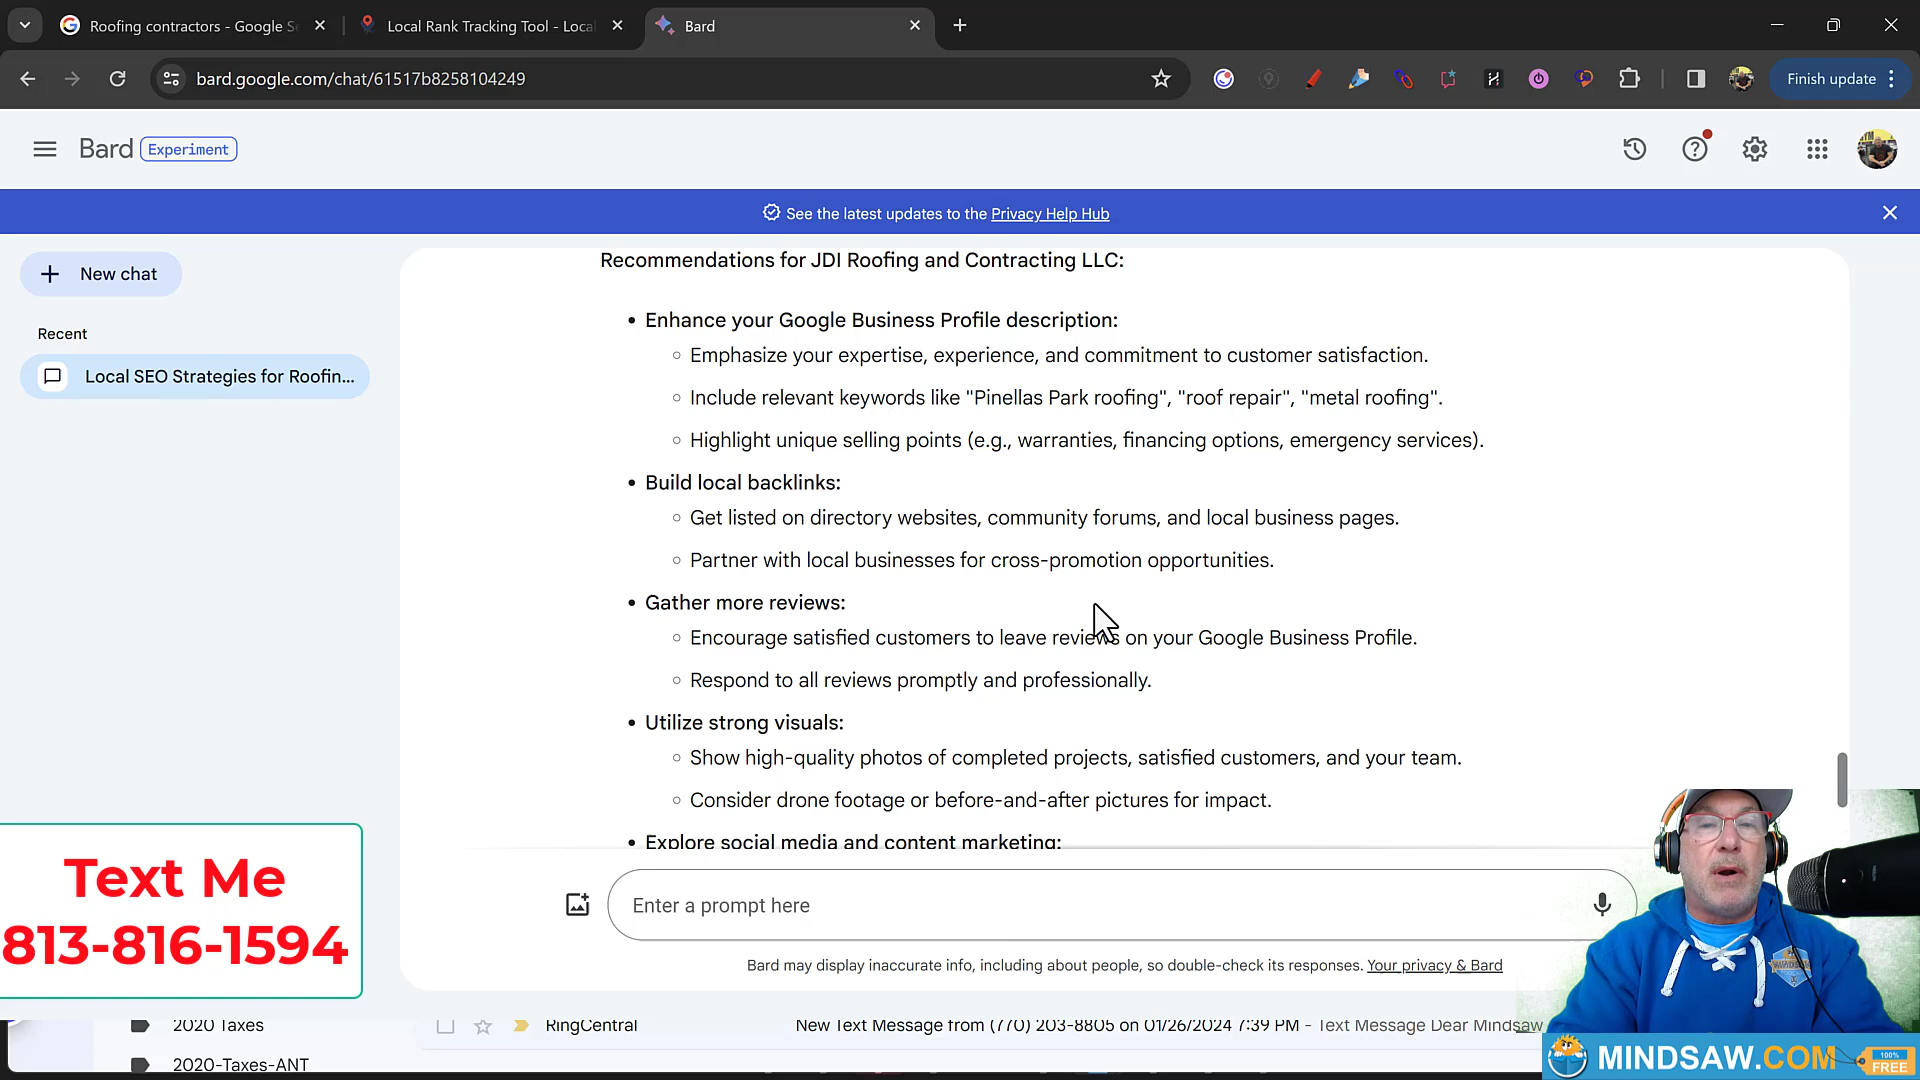 Roofing contractors - Google Se
Local Rank Tracking Tool - Loca
Bard
bard.google.com/chat/61517b8258104249
Finish update
Bard Experiment
See the latest updates to the Privacy Help Hub
New chat
Recent
Local SEO Strategies for Roofin...
Recommendations for JDI Roofing and Contracting LLC:
• Enhance your Google Business Profile description:
◦ Emphasize your expertise, experience, and commitment to customer satisfaction.
◦ Include relevant keywords like "Pinellas Park roofing", "roof repair", "metal roofing".
◦ Highlight unique selling points (e.g., warranties, financing options, emergency services).
• Build local backlinks:
◦ Get listed on directory websites, community forums, and local business pages.
◦ Partner with local businesses for cross-promotion opportunities.
• Gather more reviews:
◦ Encourage satisfied customers to leave reviews on your Google Business Profile.
◦ Respond to all reviews promptly and professionally.
• Utilize strong visuals:
◦ Show high-quality photos of completed projects, satisfied customers, and your team.
◦ Consider drone footage or before-and-after pictures for impact.
• Explore social media and content marketing:
Enter a prompt here
Bard may display inaccurate info, including about people, so double-check its responses. Your privacy & Bard
Text Me
813-816-1594
2020 Taxes
RingCentral
New Text Message from (770) 203-8805 on 01/26/2024 7:39 PM - Text Message Dear Mindsaw
2020-Taxes-ANT
MINDSAW.COM
100%
FREE